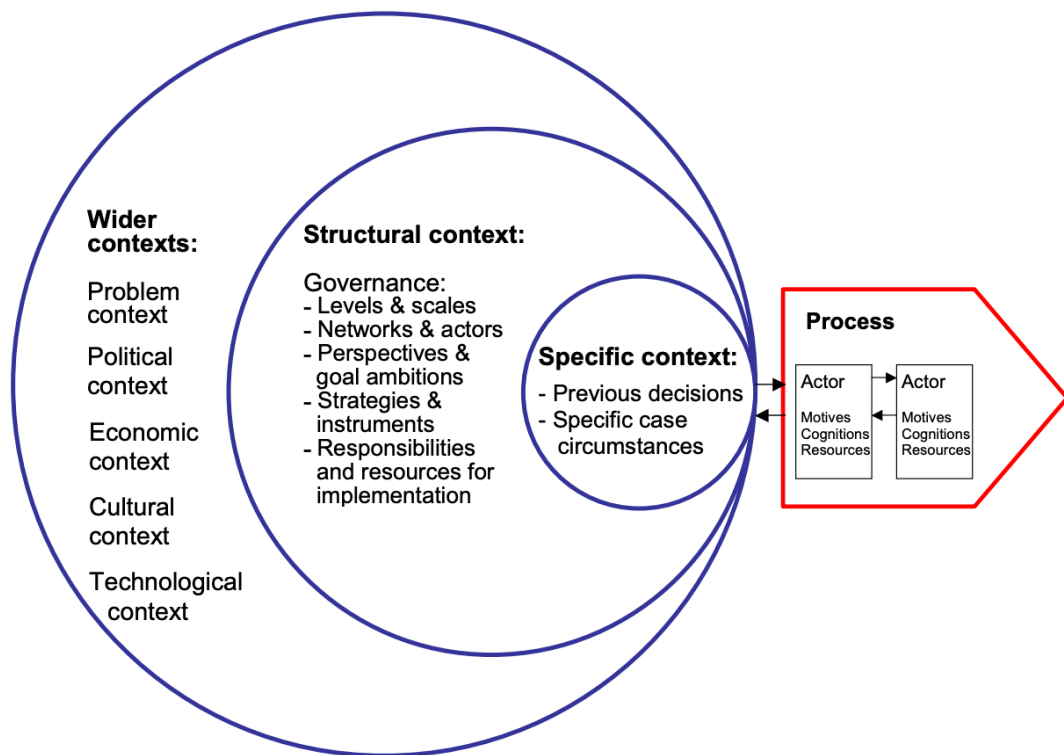 Wider
contexts:
Problem
context
Political
context
Economic
context
Cultural
context
Technological
context
Structural context:
Governance:
- Levels & scales
- Networks & actors
- Perspectives &
goal ambitions
- Strategies &
instruments
- Responsibilities
and resources for
implementation
Specific context:
- Previous decisions
- Specific case
circumstances
Process
Actor
Motives
Cognitions
Resources
Actor
Motives
Cognitions
Resources